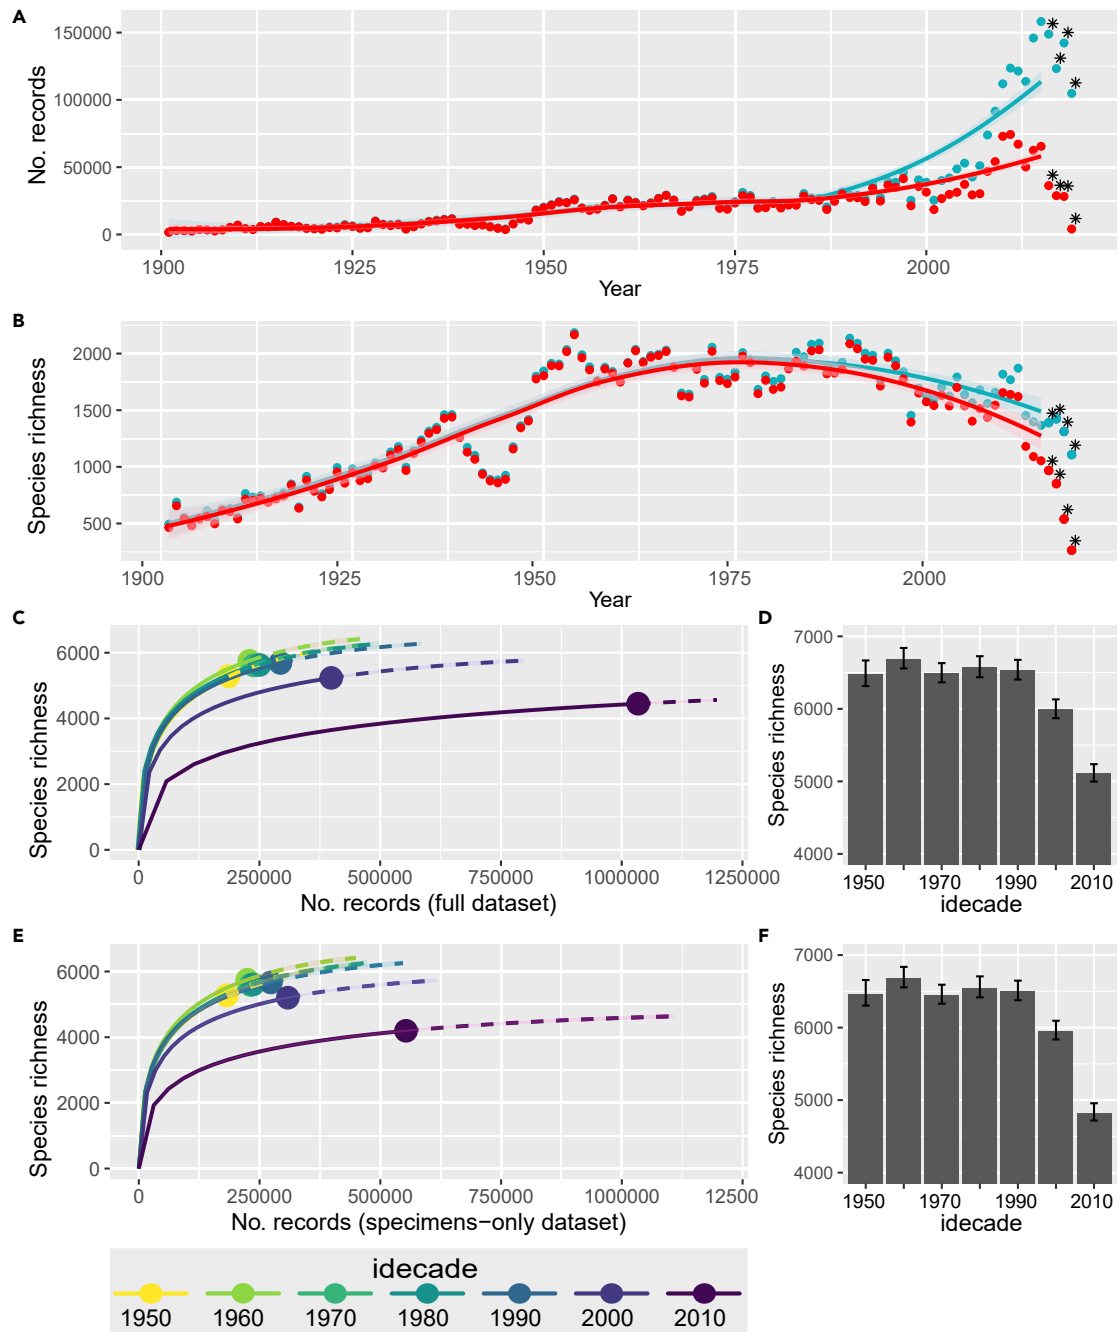 A
No. records
150000
100000
50000
0
1900 1925 1950 1975 2000
Year
B
Species richness
2000
1500
1000
500
1900 1925 1950 1975 2000
Year
C
Species richness
6000
4000
2000
0
0 250000 500000 750000 1000000 1250000
No. records (full dataset)
D
Species richness
7000
6000
5000
4000
1950 1970 1990 2010
idecade
E
Species richness
6000
4000
2000
0
0 250000 500000 750000 1000000 12500
No. records (specimens−only dataset)
F
Species richness
7000
6000
5000
4000
1950 1970 1990 2010
idecade
idecade
1950 1960 1970 1980 1990 2000 2010